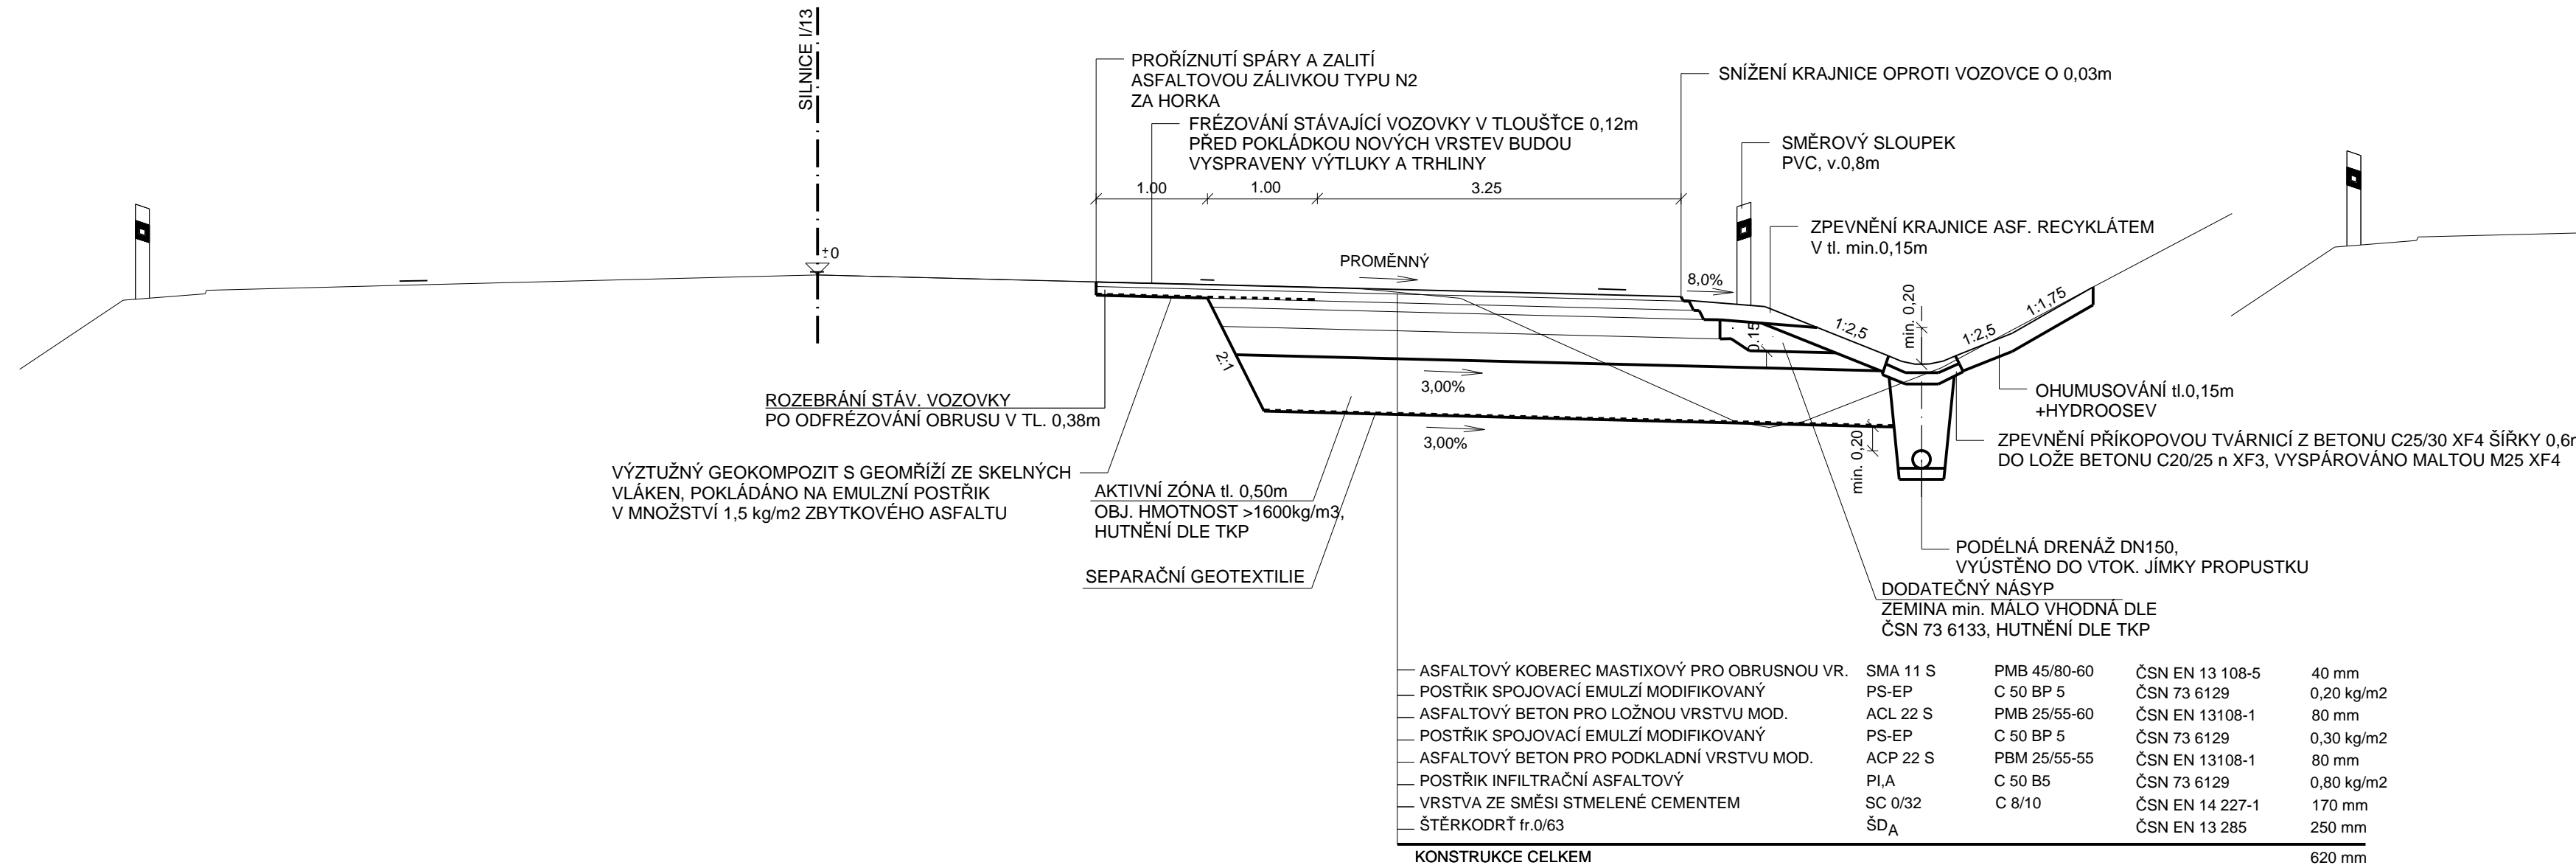 SILNICE I/13
PROŘÍZNUTÍ SPÁRY A ZALITÍ
ASFALTOVOU ZÁLIVKOU TYPU N2
ZA HORKA
FRÉZOVÁNÍ STÁVAJÍCÍ VOZOVKY V TLOUŠŤCE 0,12m
PŘED POKLÁDKOU NOVÝCH VRSTEV BUDOU
VYSPRAVENY VÝTLUKY A TRHLINY
SNÍŽENÍ KRAJNICE OPROTI VOZOVCE O 0,03m
SMĚROVÝ SLOUPEK
PVC, v.0,8m
1.00
1.00
3.25
ZPEVNĚNÍ KRAJNICE ASF. RECYKLÁTEM
V tl. min.0,15m
±0
PROMĚNNÝ
8,0%
min. 0,20
1:2,5
1:2,5
1:1,75
0,15
2:1
3,00%
3,00%
min. 0,20
OHUMUSOVÁNÍ tl.0,15m
+HYDROOSEV
ROZEBRÁNÍ STÁV. VOZOVKY
PO ODFRÉZOVÁNÍ OBRUSU V TL. 0,38m
ZPEVNĚNÍ PŘÍKOPOVOU TVÁRNICÍ Z BETONU C25/30 XF4 ŠÍŘKY 0,6m
DO LOŽE BETONU C20/25 n XF3, VYSPÁROVÁNO MALTOU M25 XF4
VÝZTUŽNÝ GEOKOMPOZIT S GEOMŘÍŽÍ ZE SKELNÝCH
VLÁKEN, POKLÁDÁNO NA EMULZNÍ POSTŘIK
V MNOŽSTVÍ 1,5 kg/m2 ZBYTKOVÉHO ASFALTU
AKTIVNÍ ZÓNA tl. 0,50m
OBJ. HMOTNOST >1600kg/m3,
HUTNĚNÍ DLE TKP
SEPARAČNÍ GEOTEXTILIE
PODÉLNÁ DRENÁŽ DN150,
VYÚSTĚNO DO VTOK. JÍMKY PROPUSTKU
DODATEČNÝ NÁSYP
ZEMINA min. MÁLO VHODNÁ DLE
ČSN 73 6133, HUTNĚNÍ DLE TKP
ASFALTOVÝ KOBEREC MASTIXOVÝ PRO OBRUSNOU VR. SMA 11 S PMB 45/80-60 ČSN EN 13 108-5 40 mm
POSTŘIK SPOJOVACÍ EMULZÍ MODIFIKOVANÝ PS-EP C 50 BP 5 ČSN 73 6129 0,20 kg/m2
ASFALTOVÝ BETON PRO LOŽNOU VRSTVU MOD. ACL 22 S PMB 25/55-60 ČSN EN 13108-1 80 mm
POSTŘIK SPOJOVACÍ EMULZÍ MODIFIKOVANÝ PS-EP C 50 BP 5 ČSN 73 6129 0,30 kg/m2
ASFALTOVÝ BETON PRO PODKLADNÍ VRSTVU MOD. ACP 22 S PBM 25/55-55 ČSN EN 13108-1 80 mm
POSTŘIK INFILTRAČNÍ ASFALTOVÝ PI,A C 50 B5 ČSN 73 6129 0,80 kg/m2
VRSTVA ZE SMĚSI STMELENÉ CEMENTEM SC 0/32 C 8/10 ČSN EN 14 227-1 170 mm
ŠTĚRKODRŤ fr.0/63 ŠDA ČSN EN 13 285 250 mm
KONSTRUKCE CELKEM 620 mm